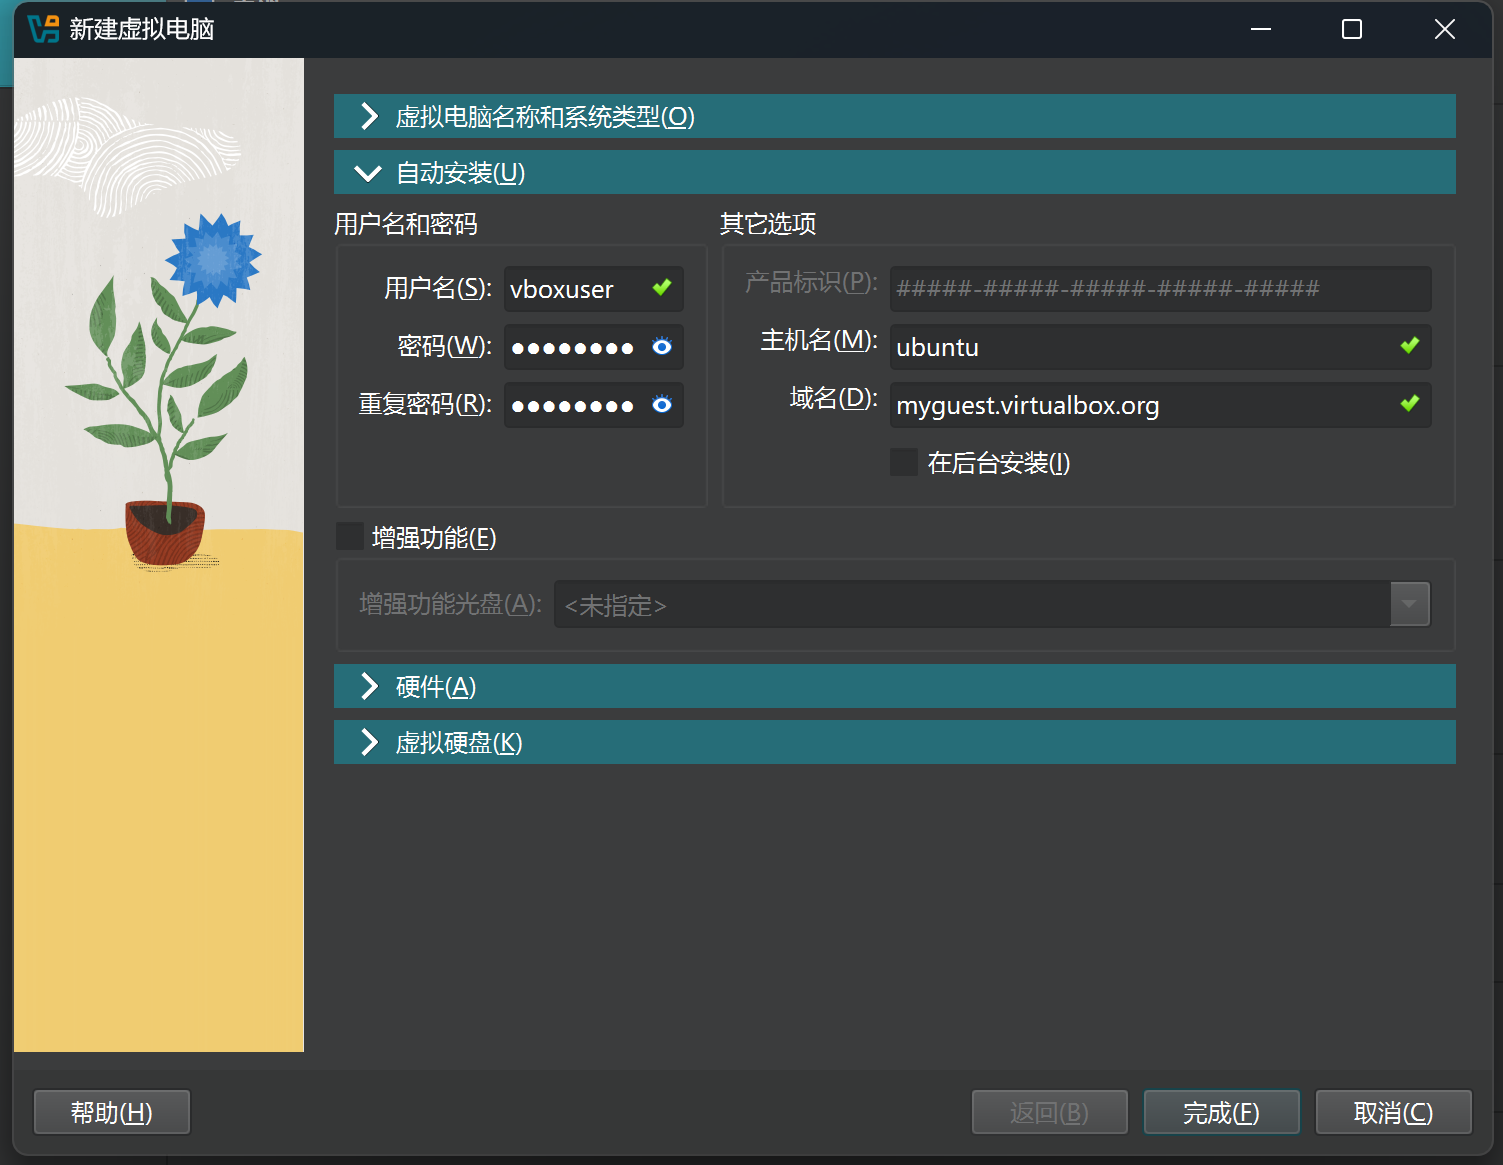 新建虚拟电脑
虚拟电脑名称和系统类型(O)
自动安装(U)
用户名和密码
用户名(S): vboxuser
密码(W): ●●●●●●●●
重复密码(R): ●●●●●●●●
其它选项
产品标识(P): #####-#####-#####-#####-#####
主机名(M): ubuntu
域名(D): myguest.virtualbox.org
在后台安装(I)
增强功能(E)
增强功能光盘(A): <未指定>
硬件(A)
虚拟硬盘(K)
帮助(H) 返回(B) 完成(F) 取消(C)